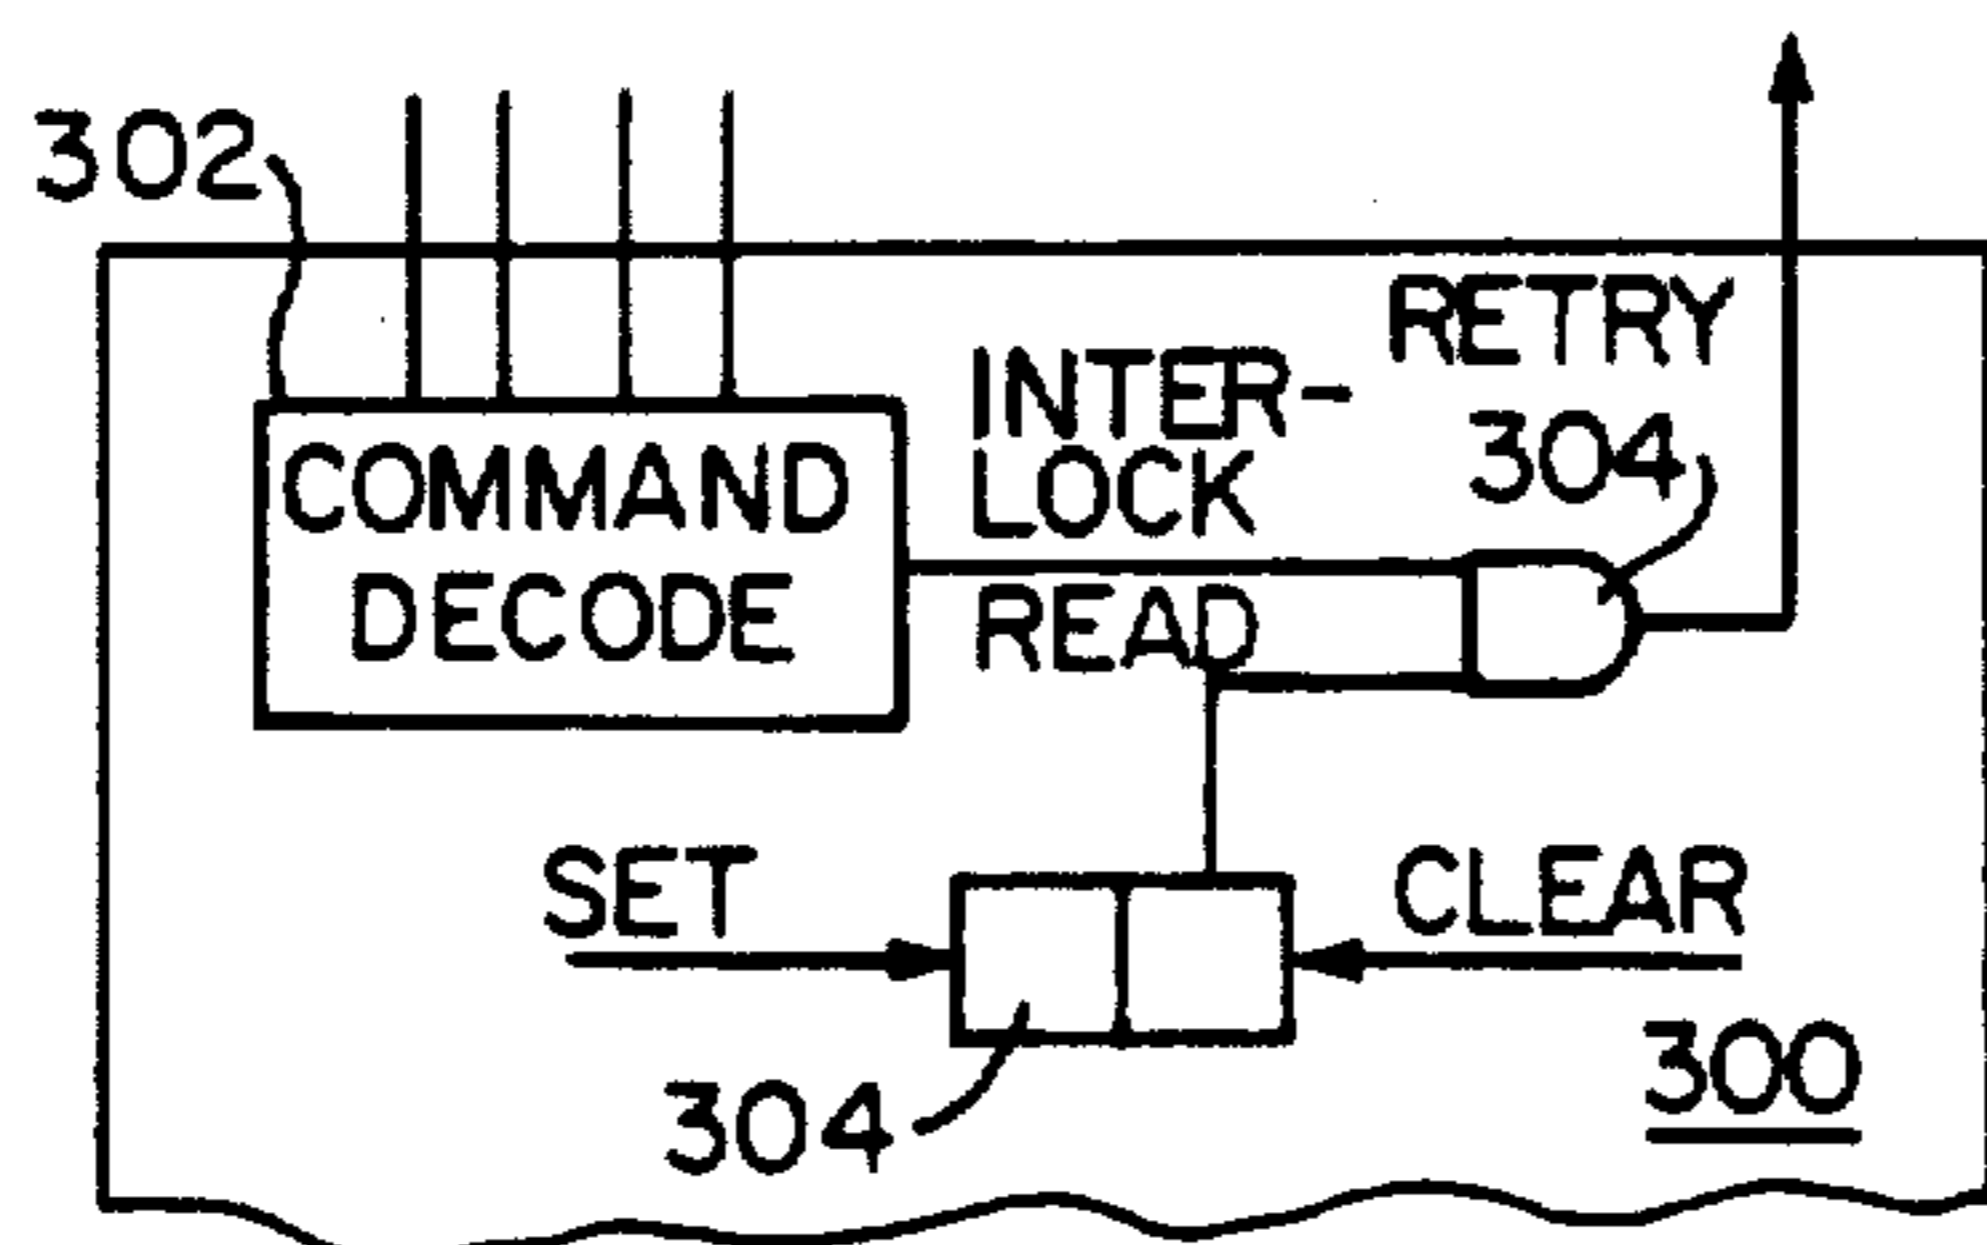 302
RETRY
INTER-
LOCK
READ
304
COMMAND
DECODE
SET
CLEAR
304
300